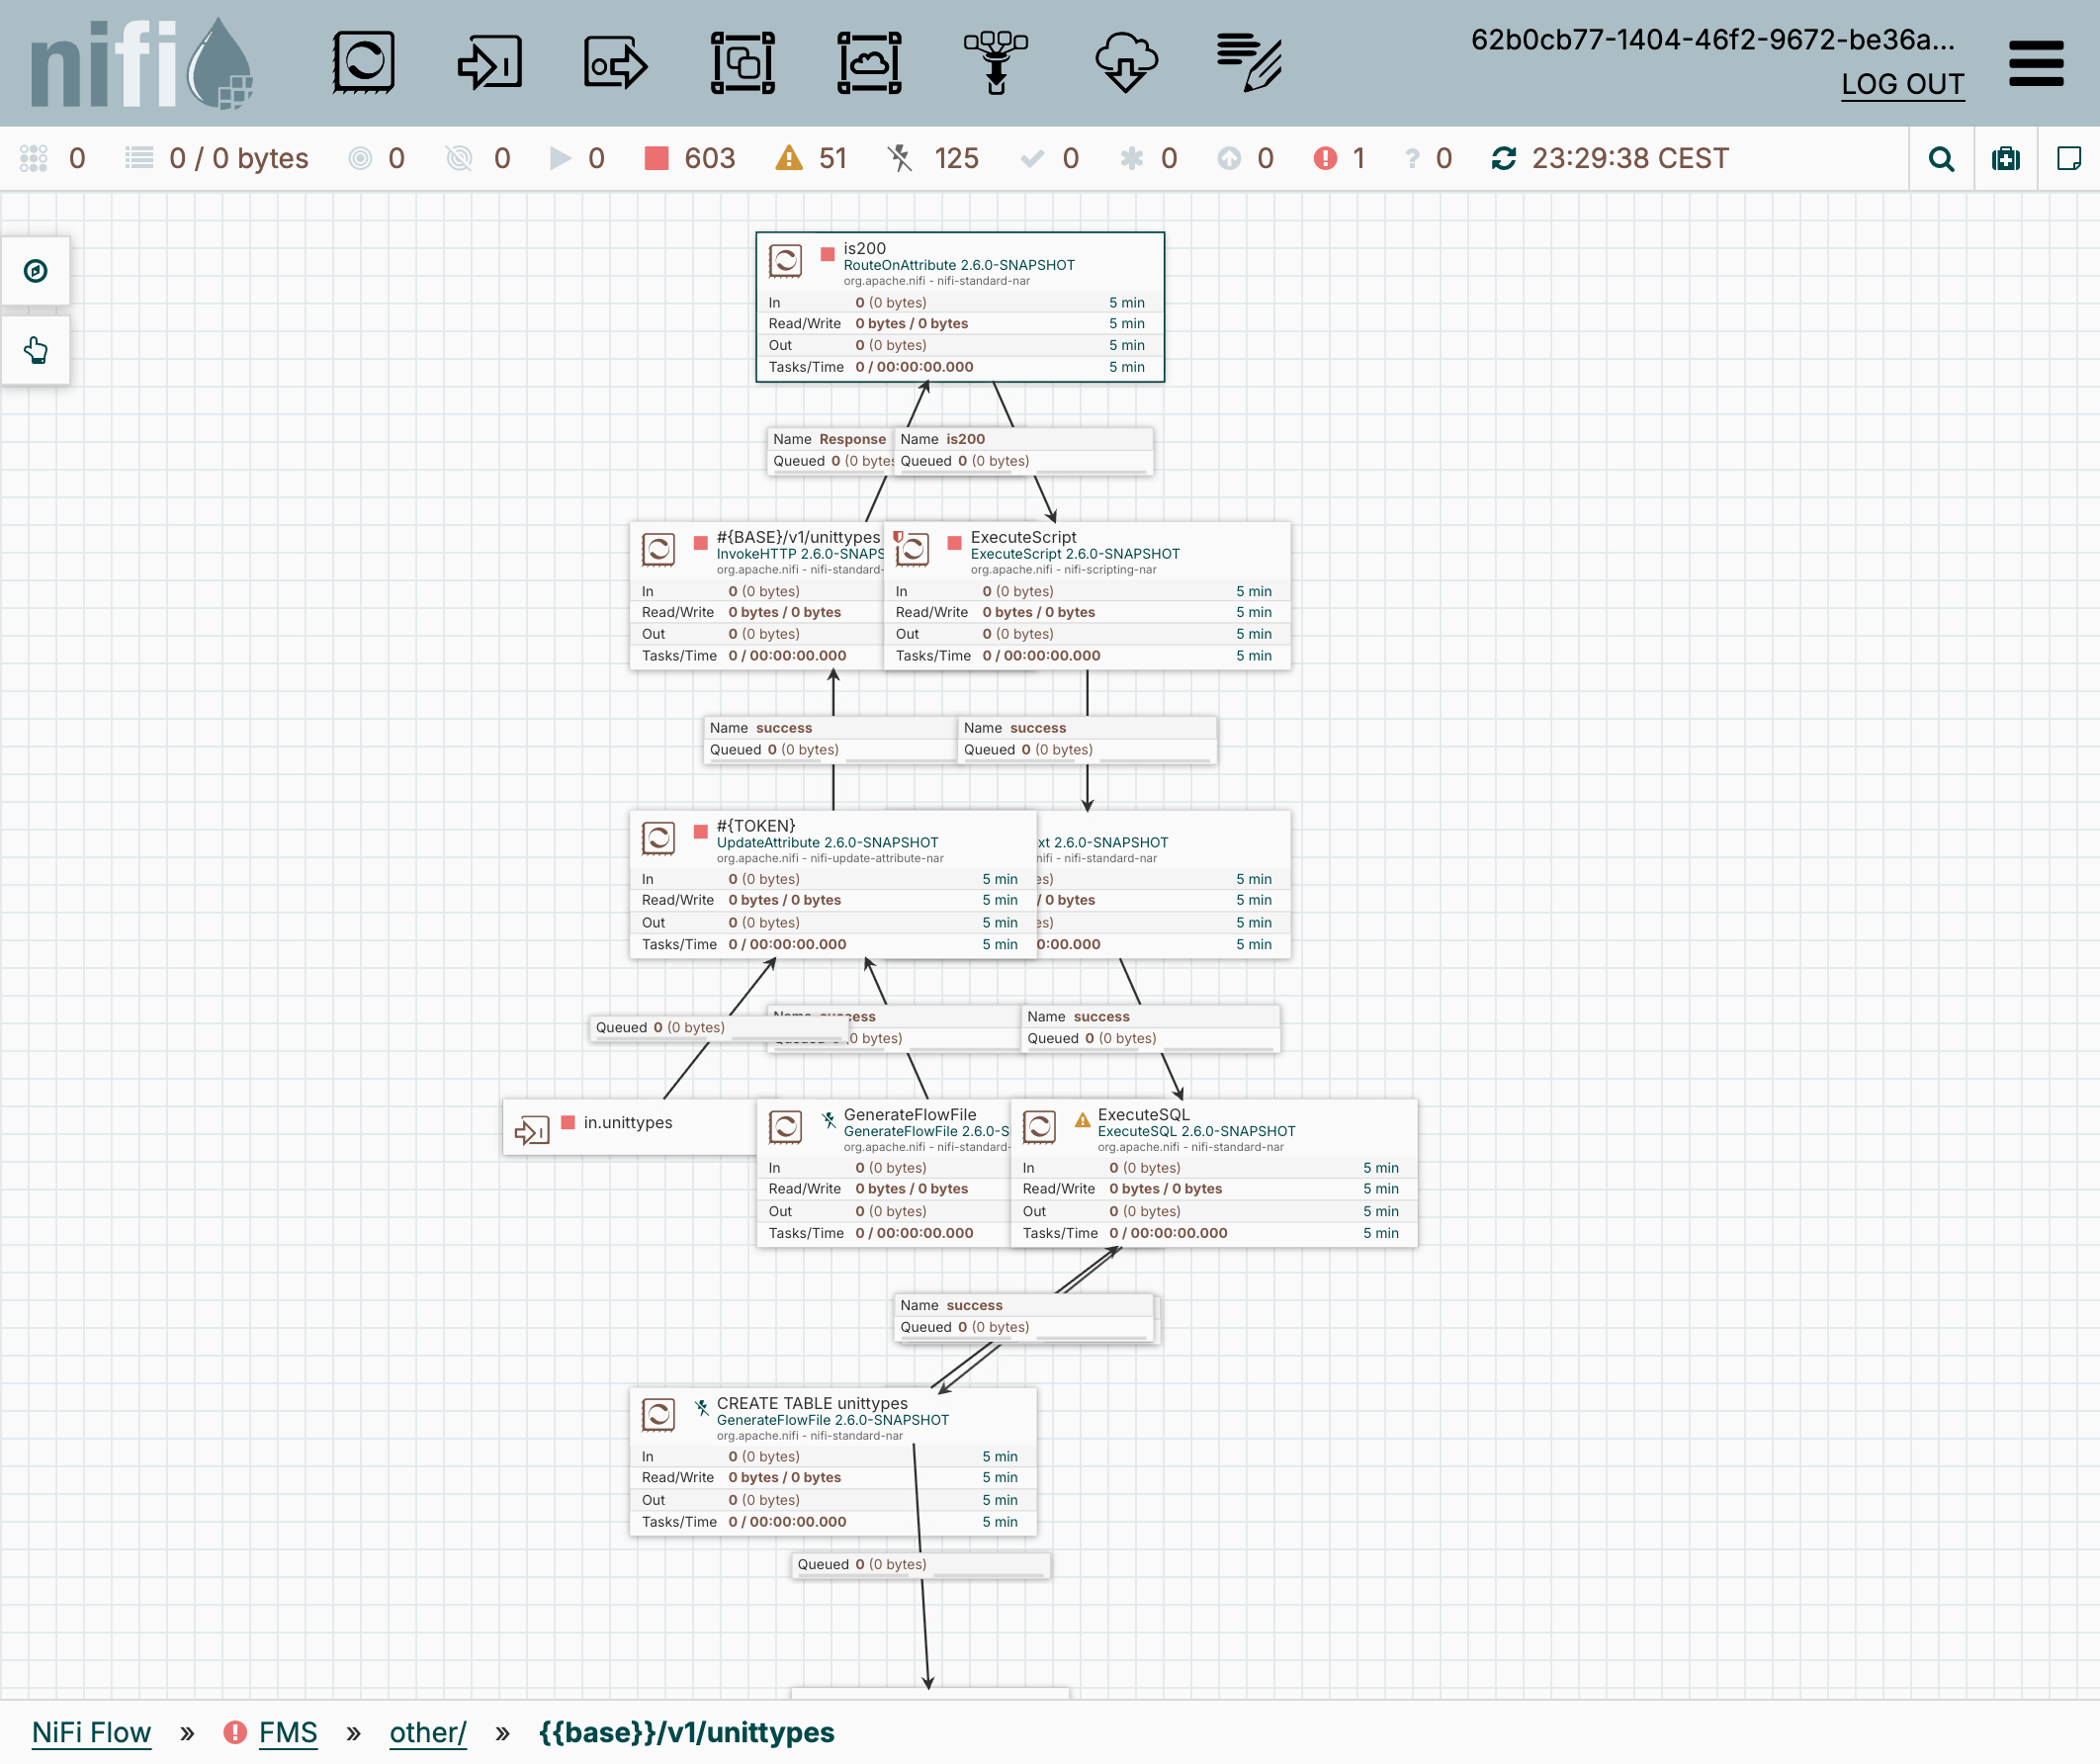 nifi
62b0cb77-1404-46f2-9672-be36a...
LOG OUT
0 0 / 0 bytes 0 0 0 603 51 125 0 0 0 1 ? 0 23:29:38 CEST
is200
RouteOnAttribute 2.6.0-SNAPSHOT
org.apache.nifi - nifi-standard-nar
In 0 (0 bytes) 5 min
Read/Write 0 bytes / 0 bytes 5 min
Out 0 (0 bytes) 5 min
Tasks/Time 0 / 00:00:00.000 5 min
Name Response
Queued 0 (0 bytes
Name is200
Queued 0 (0 bytes)
#{BASE}/v1/unittypes
InvokeHTTP 2.6.0-SNAPS
org.apache.nifi - nifi-standard-
In 0 (0 bytes)
Read/Write 0 bytes / 0 bytes
Out 0 (0 bytes)
Tasks/Time 0 / 00:00:00.000
ExecuteScript
ExecuteScript 2.6.0-SNAPSHOT
org.apache.nifi - nifi-scripting-nar
In 0 (0 bytes) 5 min
Read/Write 0 bytes / 0 bytes 5 min
Out 0 (0 bytes) 5 min
Tasks/Time 0 / 00:00:00.000 5 min
Name success
Queued 0 (0 bytes)
Name success
Queued 0 (0 bytes)
#{TOKEN}
UpdateAttribute 2.6.0-SNAPSHOT
org.apache.nifi - nifi-update-attribute-nar
In 0 (0 bytes) 5 min
Read/Write 0 bytes / 0 bytes 5 min
Out 0 (0 bytes) 5 min
Tasks/Time 0 / 00:00:00.000 5 min
xt 2.6.0-SNAPSHOT
nifi - nifi-standard-nar
es) 5 min
/ 0 bytes 5 min
es) 5 min
0:00.000 5 min
Queued 0 (0 bytes)
Name success
Queued 0 (0 bytes)
Name success
Queued 0 (0 bytes)
in.unittypes
GenerateFlowFile
GenerateFlowFile 2.6.0-S
org.apache.nifi - nifi-standard-
In 0 (0 bytes)
Read/Write 0 bytes / 0 bytes
Out 0 (0 bytes)
Tasks/Time 0 / 00:00:00.000
ExecuteSQL
ExecuteSQL 2.6.0-SNAPSHOT
org.apache.nifi - nifi-standard-nar
In 0 (0 bytes) 5 min
Read/Write 0 bytes / 0 bytes 5 min
Out 0 (0 bytes) 5 min
Tasks/Time 0 / 00:00:00.000 5 min
Name success
Queued 0 (0 bytes)
CREATE TABLE unittypes
GenerateFlowFile 2.6.0-SNAPSHOT
org.apache.nifi - nifi-standard-nar
In 0 (0 bytes) 5 min
Read/Write 0 bytes / 0 bytes 5 min
Out 0 (0 bytes) 5 min
Tasks/Time 0 / 00:00:00.000 5 min
Queued 0 (0 bytes)
NiFi Flow » FMS » other/ » {{base}}/v1/unittypes